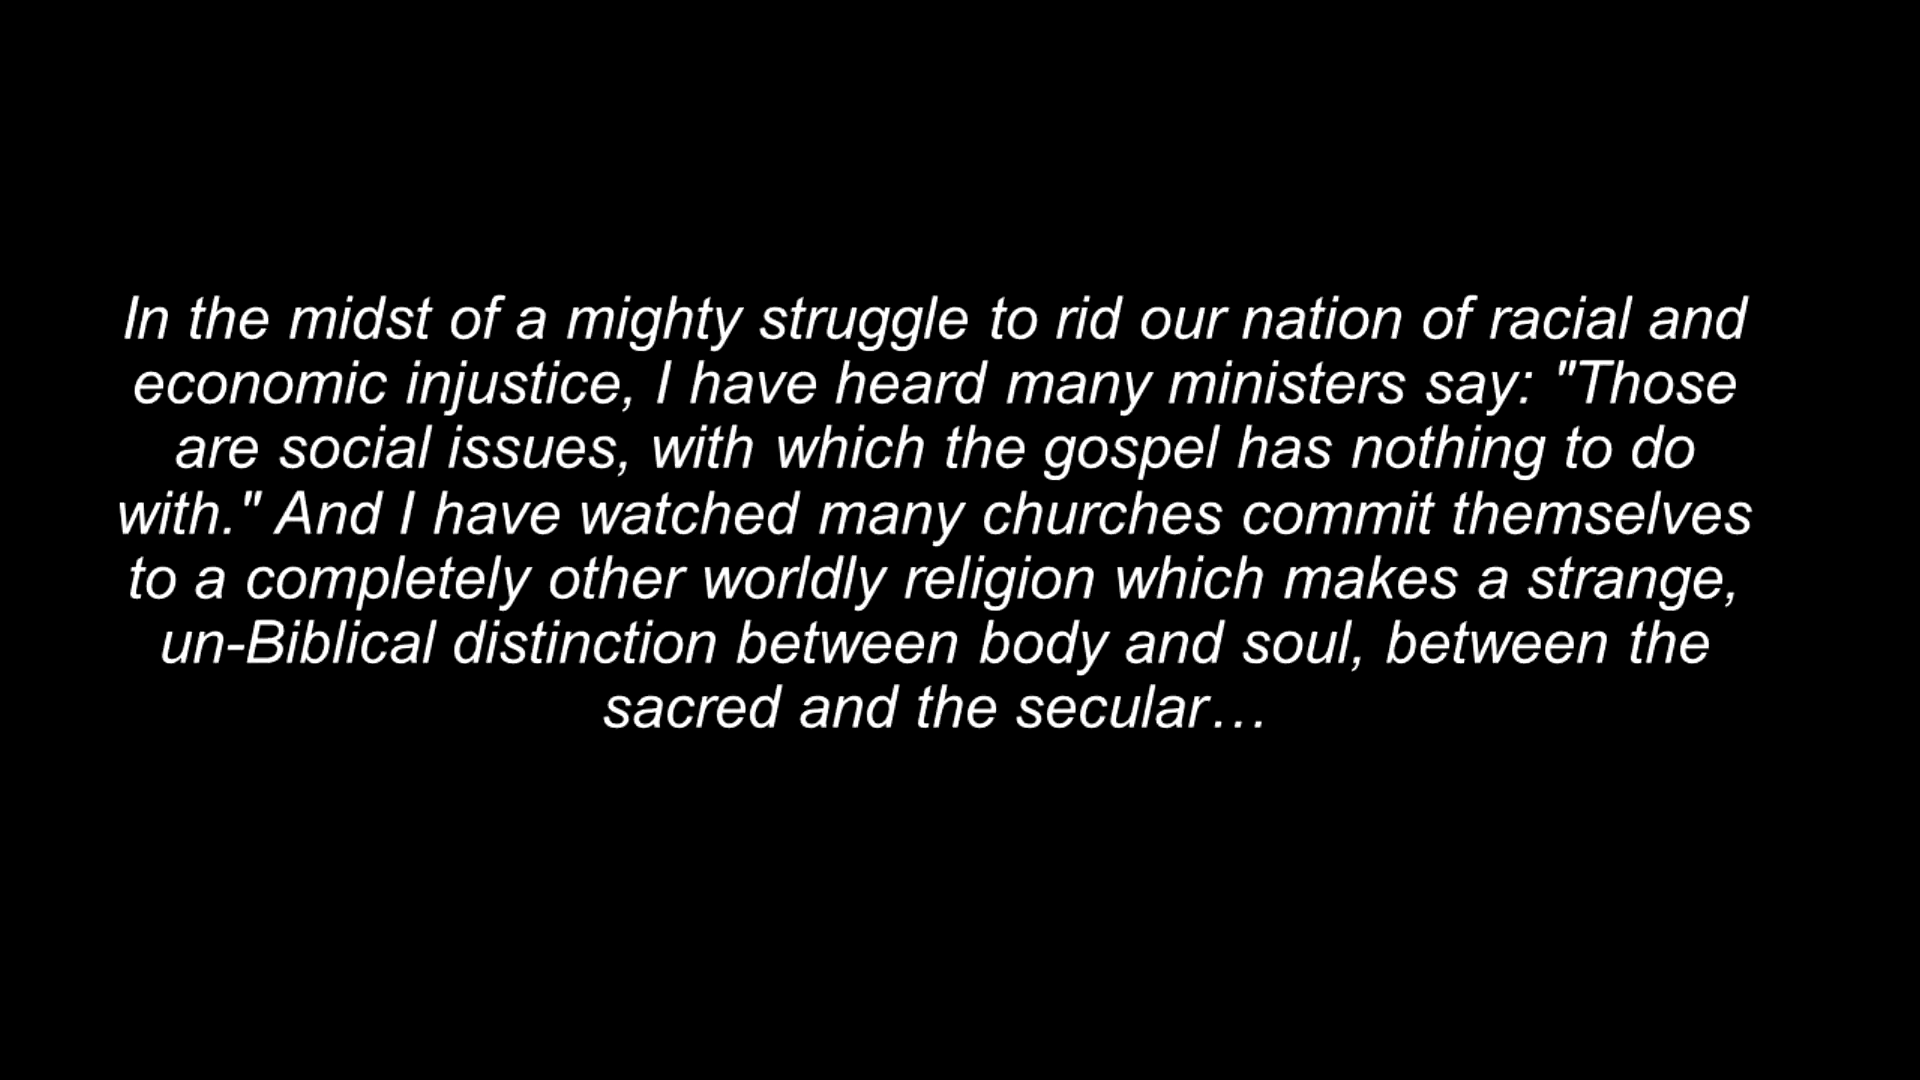 In the midst of a mighty struggle to rid our nation of racial and
economic injustice, I have heard many ministers say: "Those
are social issues, with which the gospel has nothing to do
with." And I have watched many churches commit themselves
to a completely other worldly religion which makes a strange,
un-Biblical distinction between body and soul, between the
sacred and the secular…